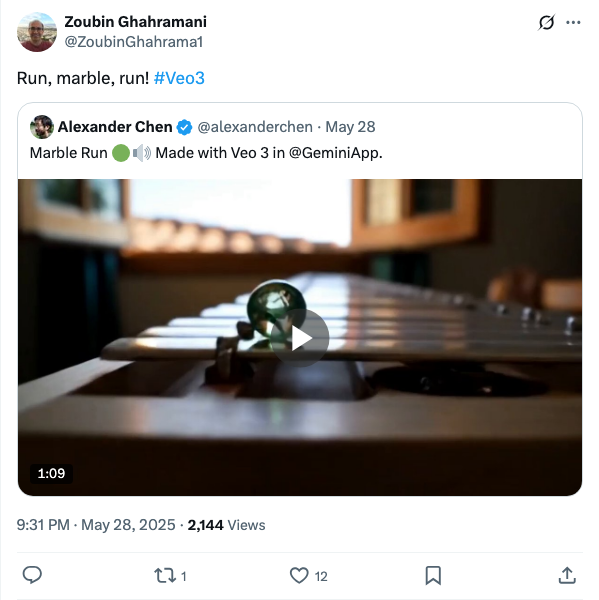 Zoubin Ghahramani
@ZoubinGhahrama1
Run, marble, run! #Veo3
Alexander Chen @alexanderchen · May 28
Marble Run 🟢🔊 Made with Veo 3 in @GeminiApp.
1:09
9:31 PM · May 28, 2025 · 2,144 Views
1
12